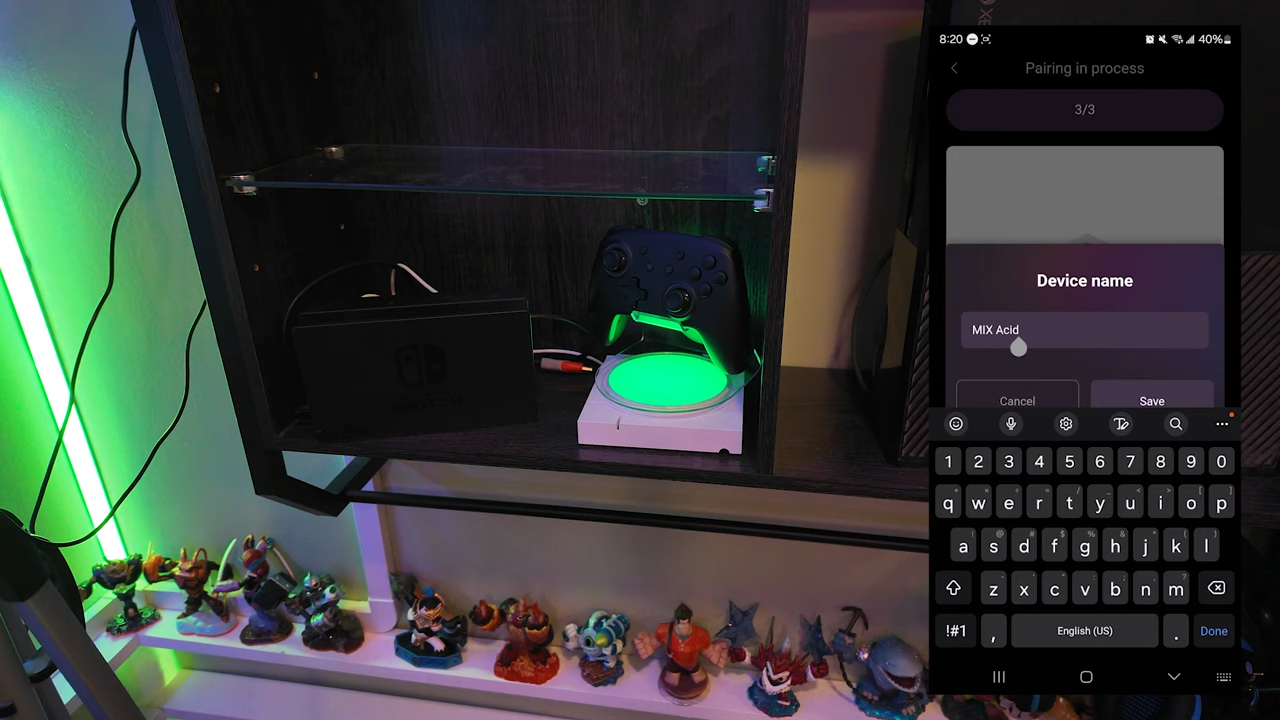 8:20
40%
Pairing in process
3/3
Device name
MIX Acid
Cancel
Save
1 2 3 4 5 6 7 8 9 0
q w e r t y u i o p
a s d f g h j k l
z x c v b n m
!#1 , English (US) . Done